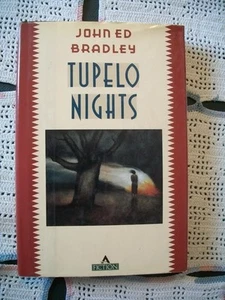 JOHN ED
BRADLEY
TUPELO
NIGHTS
FICTION